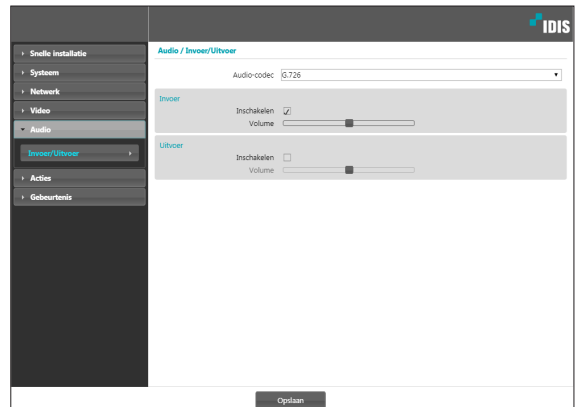 IDIS
Snelle installatie
Systeem
Netwerk
Video
Audio
Invoer/Uitvoer
Acties
Gebeurtenis
Audio / Invoer/Uitvoer
Audio-codec G.726
Invoer
Inschakelen
Volume
Uitvoer
Inschakelen
Volume
Opslaan